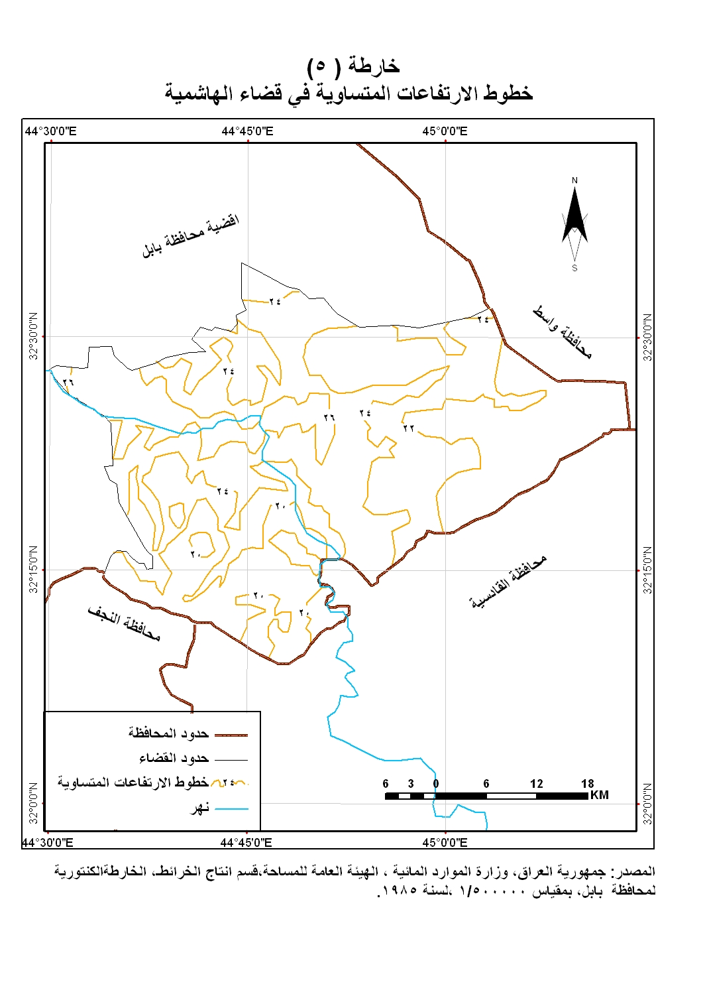 خارطة ( ٥)
خطوط الارتفاعات المتساوية في قضاء الهاشمية
44°30'0"E
44°45'0"E
45°0'0"E
N
S
اقضية محافظة بابل
محافظة واسط
32°30'0"N
32°30'0"N
٢٤
٢٤
٢٤
٢٦
٢٦
٢٤
٢٢
٢٤
٢٠
٢٠
٢٠
٢٠
32°15'0"N
32°15'0"N
محافظة القادسية
محافظة النجف
حدود المحافظة
حدود القضاء
خطوط الارتفاعات المتساوية
٢٤
نهر
6 3 0 6 12 18
KM
32°0'0"N
32°0'0"N
44°30'0"E
44°45'0"E
45°0'0"E
المصدر: جمهورية العراق، وزارة الموارد المائية ، الهيئة العامة للمساحة،قسم انتاج الخرائط، الخارطةالكنتورية
لمحافظة بابل، بمقياس ١/٥٠٠٠٠٠ ،لسنة ١٩٨٥.